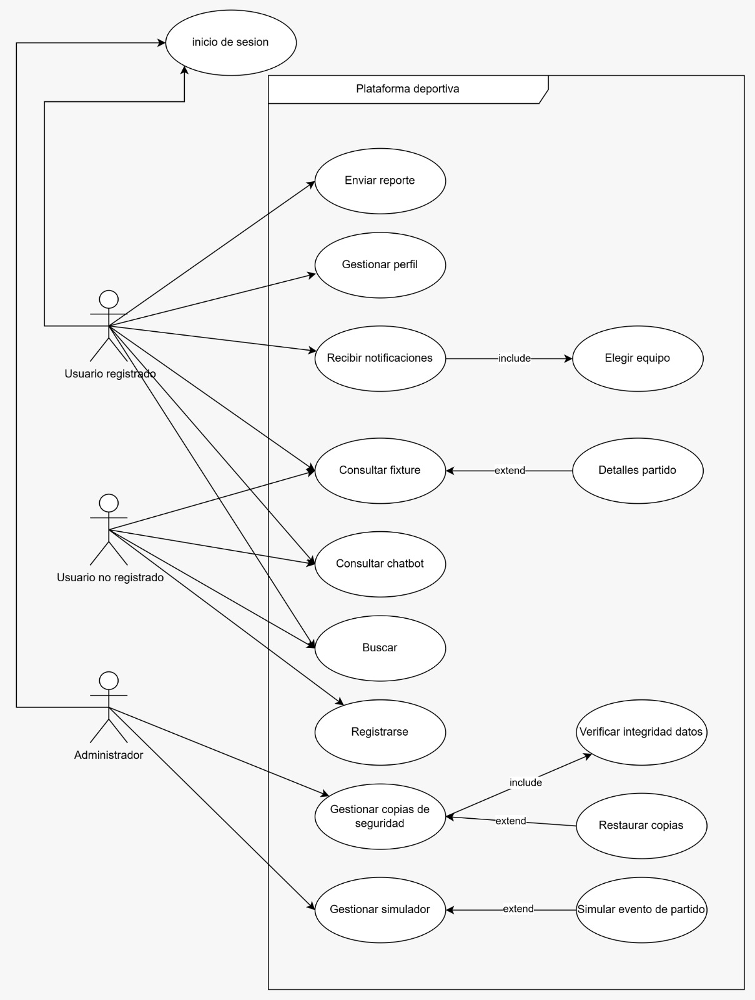 inicio de sesion
Plataforma deportiva
Enviar reporte
Gestionar perfil
Usuario registrado
Recibir notificaciones
include
Elegir equipo
Consultar fixture
extend
Detalles partido
Usuario no registrado
Consultar chatbot
Buscar
Administrador
Registrarse
Verificar integridad datos
include
Gestionar copias de
seguridad
extend
Restaurar copias
Gestionar simulador
extend
Simular evento de partido